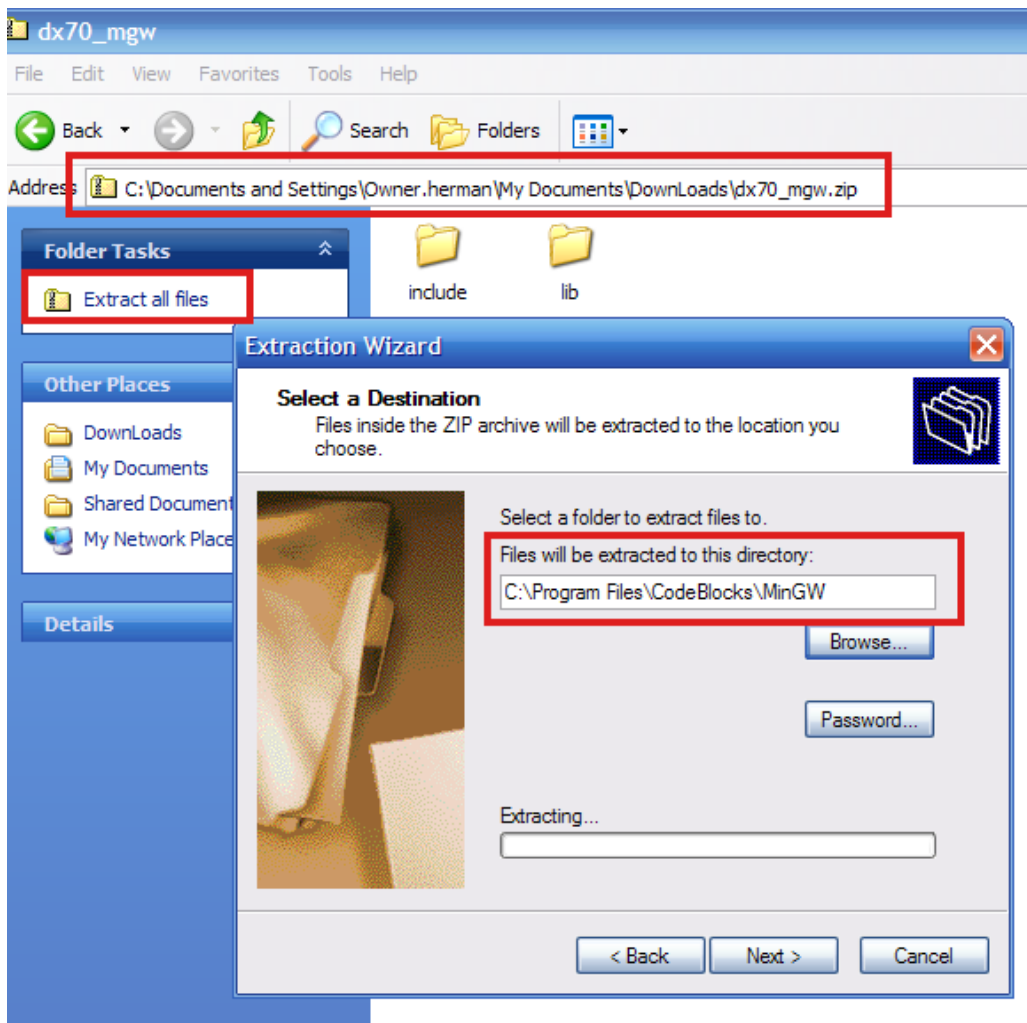 dx70_mgw
File Edit View Favorites Tools Help
Back Search Folders
Address C:\Documents and Settings\Owner.herman\My Documents\DownLoads\dx70_mgw.zip
Folder Tasks
Extract all files
include lib
Other Places
DownLoads
My Documents
Shared Document
My Network Place
Details
Extraction Wizard
Select a Destination
Files inside the ZIP archive will be extracted to the location you
choose.
Select a folder to extract files to.
Files will be extracted to this directory:
C:\Program Files\CodeBlocks\MinGW
Browse...
Password...
Extracting...
< Back Next > Cancel